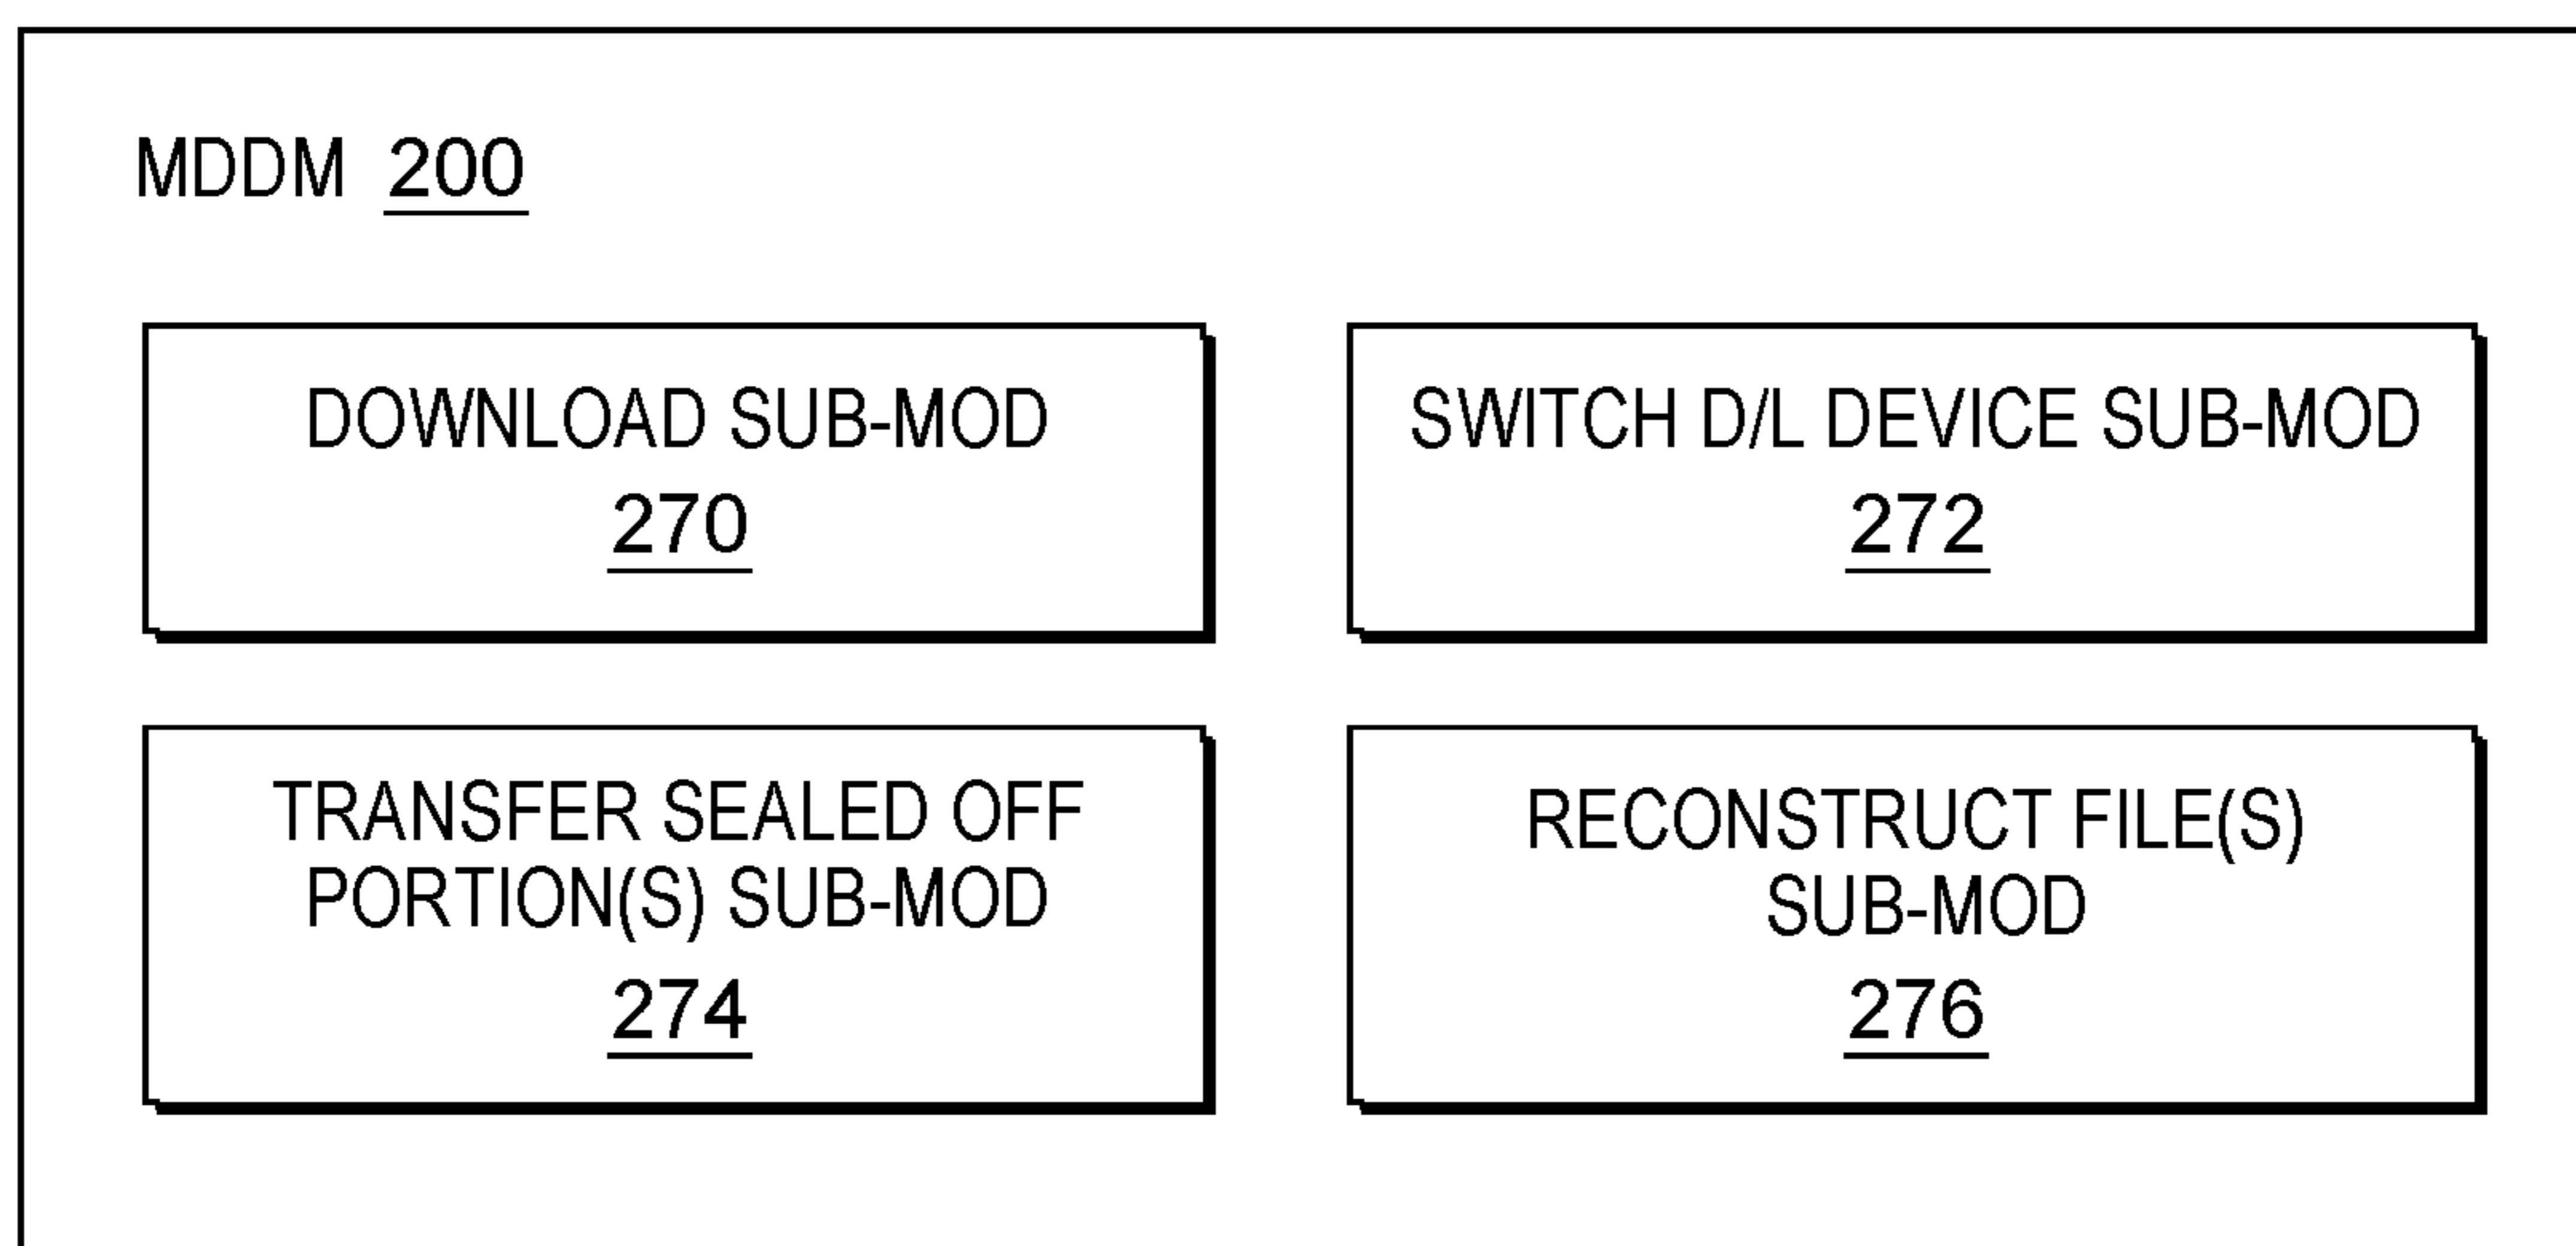 MDDM 200
DOWNLOAD SUB-MOD
270
SWITCH D/L DEVICE SUB-MOD
272
TRANSFER SEALED OFF
PORTION(S) SUB-MOD
274
RECONSTRUCT FILE(S)
SUB-MOD
276